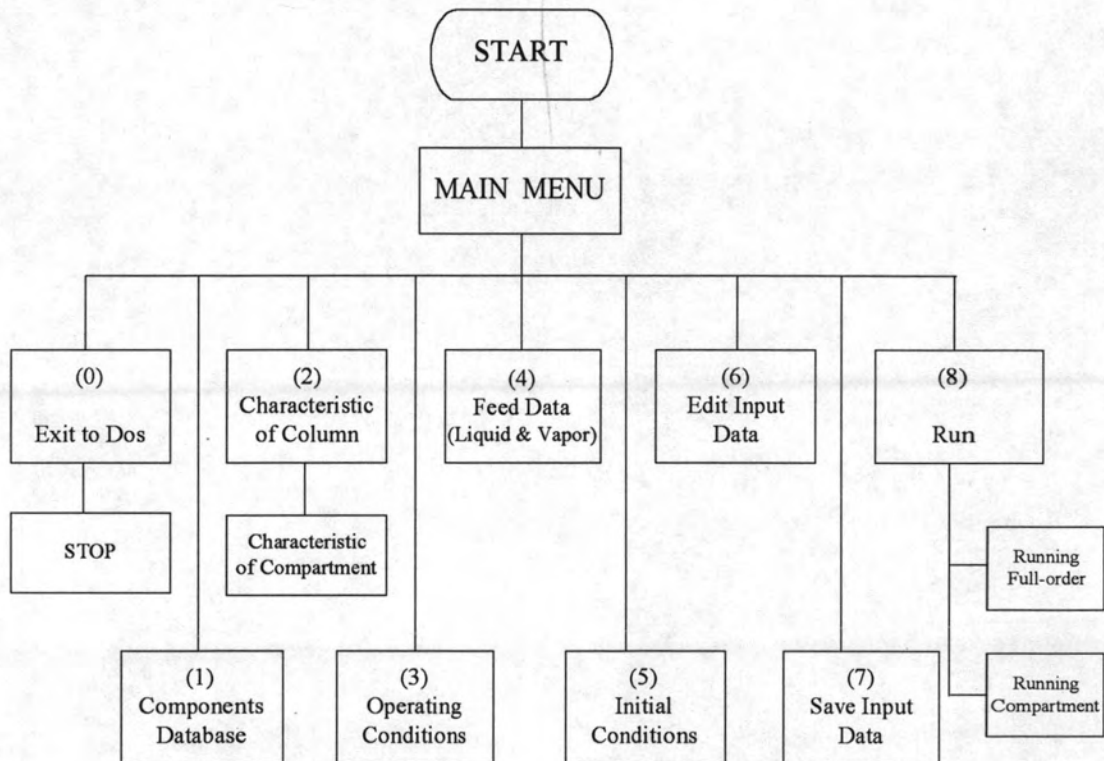 START
MAIN MENU
(0)
Exit to Dos
(2)
Characteristic
of Column
(4)
Feed Data
(Liquid & Vapor)
(6)
Edit Input
Data
(8)
Run
STOP
Characteristic
of Compartment
Running
Full-order
(1)
Components
Database
(3)
Operating
Conditions
(5)
Initial
Conditions
(7)
Save Input
Data
Running
Compartment